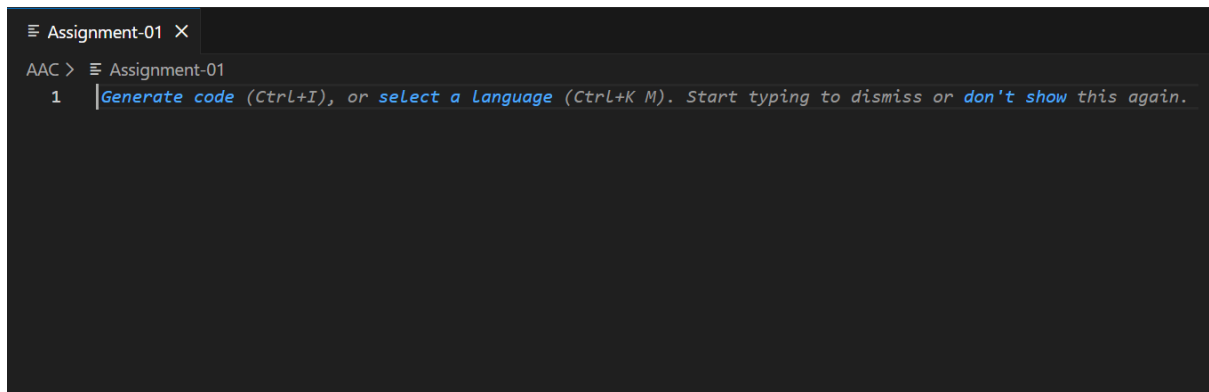 Assignment-01
AAC > Assignment-01
1 Generate code (Ctrl+I), or select a language (Ctrl+K M). Start typing to dismiss or don't show this again.